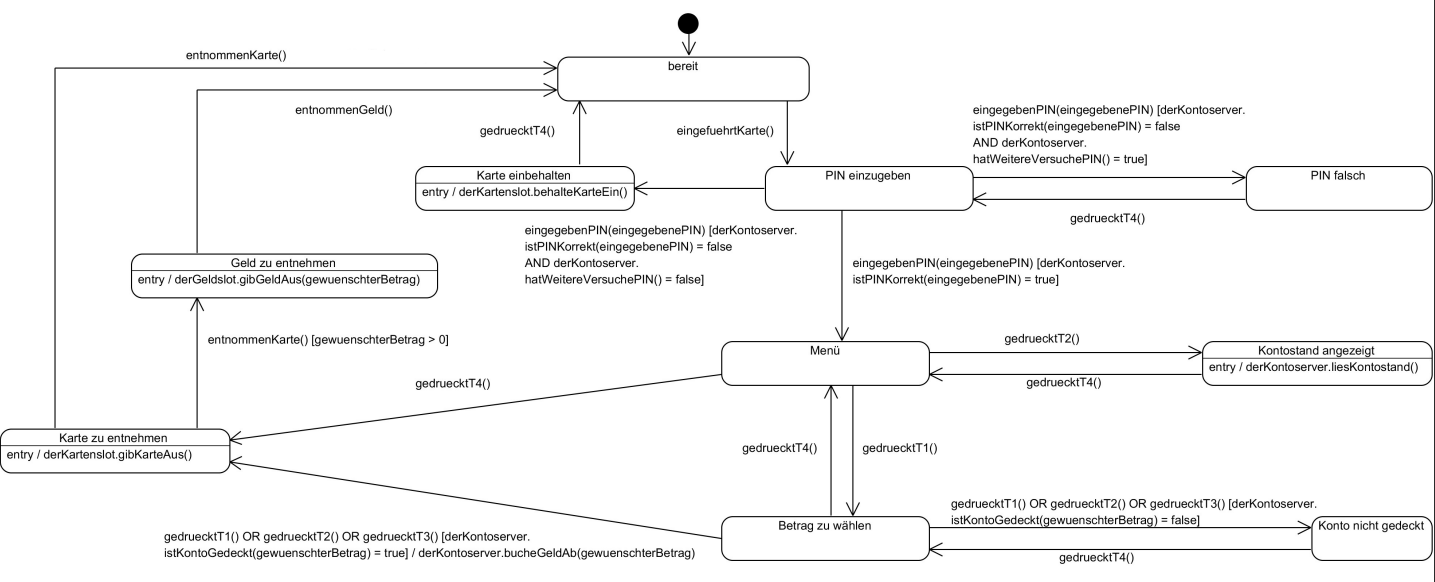 entnommenKarte()
bereit
entnommenGeld()
gedruecktT4()
eingefuehrtKarte()
eingegebenPIN(eingegebenePIN) [derKontoserver.
istPINKorrekt(eingegebenePIN) = false
AND derKontoserver.
hatWeitereVersuchePIN() = true]
Karte einbehalten
entry / derKartenslot.behalteKarteEin()
PIN einzugeben
PIN falsch
gedruecktT4()
eingegebenPIN(eingegebenePIN) [derKontoserver.
istPINKorrekt(eingegebenePIN) = false
AND derKontoserver.
hatWeitereVersuchePIN() = false]
eingegebenPIN(eingegebenePIN) [derKontoserver.
istPINKorrekt(eingegebenePIN) = true]
Geld zu entnehmen
entry / derGeldslot.gibGeldAus(gewuenschterBetrag)
entnommenKarte() [gewuenschterBetrag > 0]
Menü
gedruecktT2()
Kontostand angezeigt
entry / derKontoserver.liesKontostand()
gedruecktT4()
gedruecktT4()
Karte zu entnehmen
entry / derKartenslot.gibKarteAus()
gedruecktT4()
gedruecktT1()
gedruecktT1() OR gedruecktT2() OR gedruecktT3() [derKontoserver.
istKontoGedeckt(gewuenschterBetrag) = false]
Betrag zu wählen
Konto nicht gedeckt
gedruecktT4()
gedruecktT1() OR gedruecktT2() OR gedruecktT3() [derKontoserver.
istKontoGedeckt(gewuenschterBetrag) = true] / derKontoserver.bucheGeldAb(gewuenschterBetrag)